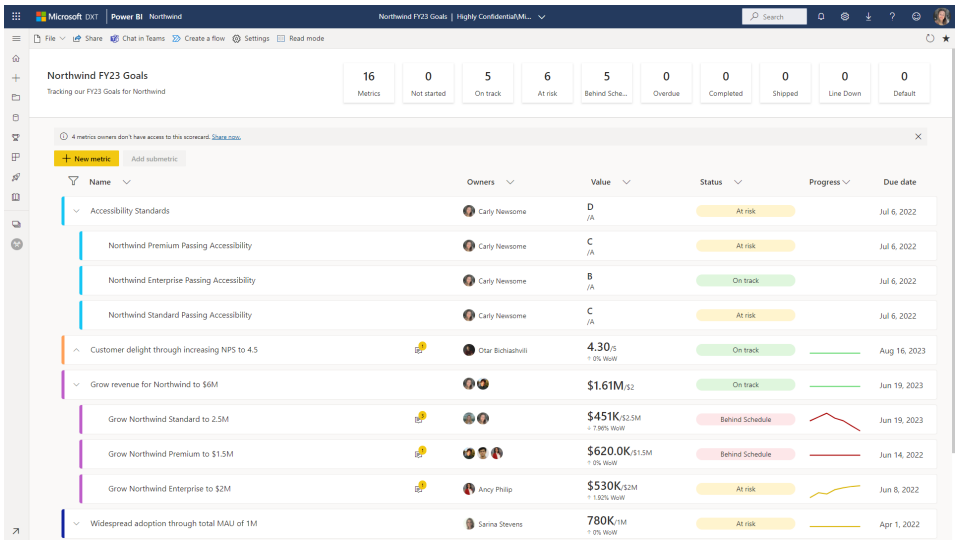 Microsoft DXT Power BI Northwind Northwind FY23 Goals | Highly Confidential\Mi... Search
File Share Chat in Teams Create a flow Settings Read mode
Northwind FY23 Goals
Tracking our FY23 Goals for Northwind
16 0 5 6 5 0 0 0 0 0
Metrics Not started On track At risk Behind Sche... Overdue Completed Shipped Line Down Default
4 metrics owners don't have access to this scorecard. Share now.
New metric Add submetric
Name Owners Value Status Progress Due date
Accessibility Standards Carly Newsome D /A At risk Jul 6, 2022
Northwind Premium Passing Accessibility Carly Newsome C /A At risk Jul 6, 2022
Northwind Enterprise Passing Accessibility Carly Newsome B /A On track Jul 6, 2022
Northwind Standard Passing Accessibility Carly Newsome C /A At risk Jul 6, 2022
Customer delight through increasing NPS to 4.5 1 Otar Bichiashvili 4.30/5 On track Aug 16, 2023
0% WoW
Grow revenue for Northwind to $6M $1.61M/$2 On track Jun 19, 2023
Grow Northwind Standard to 2.5M 3 $451K/$2.5M Behind Schedule Jun 19, 2023
7.96% WoW
Grow Northwind Premium to $1.5M 1 $620.0K/$1.5M Behind Schedule Jun 14, 2022
0% WoW
Grow Northwind Enterprise to $2M 1 Ancy Philip $530K/$2M At risk Jun 8, 2022
1.92% WoW
Widespread adoption through total MAU of 1M Sarina Stevens 780K/1M At risk Apr 1, 2022
0% WoW